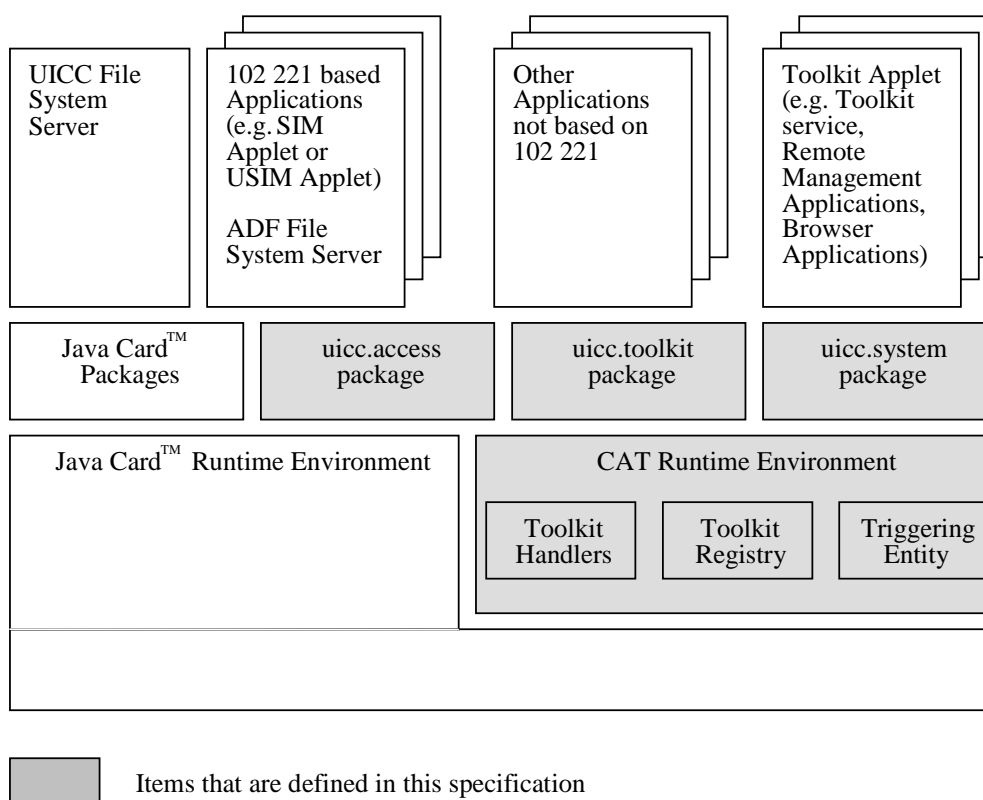 UICC File
System
Server
102 221 based
Applications
(e.g. SIM
Applet or
USIM Applet)
ADF File
System Server
Other
Applications
not based on
102 221
Toolkit Applet
(e.g. Toolkit
service,
Remote
Management
Applications,
Browser
Applications)
Java Card™
Packages
uicc.access
package
uicc.toolkit
package
uicc.system
package
Java Card™ Runtime Environment
CAT Runtime Environment
Toolkit
Handlers
Toolkit
Registry
Triggering
Entity
Items that are defined in this specification